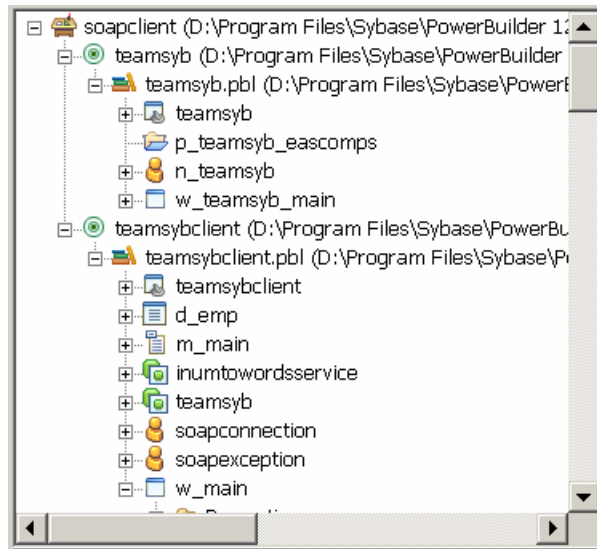 soapclient (D:\Program Files\Sybase\PowerBuilder 12
teamsyb (D:\Program Files\Sybase\PowerBuilder
teamsyb.pbl (D:\Program Files\Sybase\PowerB
teamsyb
p_teamsyb_eascomps
n_teamsyb
w_teamsyb_main
teamsybclient (D:\Program Files\Sybase\PowerBu
teamsybclient.pbl (D:\Program Files\Sybase\P
teamsybclient
d_emp
m_main
inumtowordsservice
teamsyb
soapconnection
soapexception
w_main